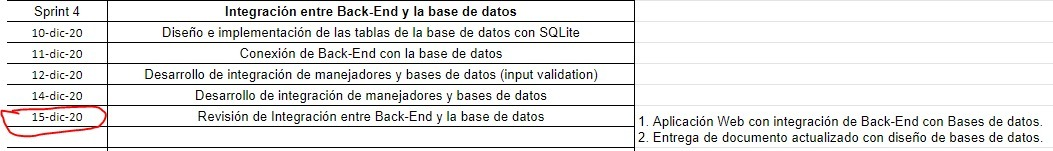 Sprint 4 Integración entre Back-End y la base de datos
10-dic-20 Diseño e implementación de las tablas de la base de datos con SQLite
11-dic-20 Conexión de Back-End con la base de datos
12-dic-20 Desarrollo de integración de manejadores y bases de datos (input validation)
14-dic-20 Desarrollo de integración de manejadores y bases de datos
15-dic-20 Revisión de Integración entre Back-End y la base de datos
1. Aplicación Web con integración de Back-End con Bases de datos.
2. Entrega de documento actualizado con diseño de bases de datos.